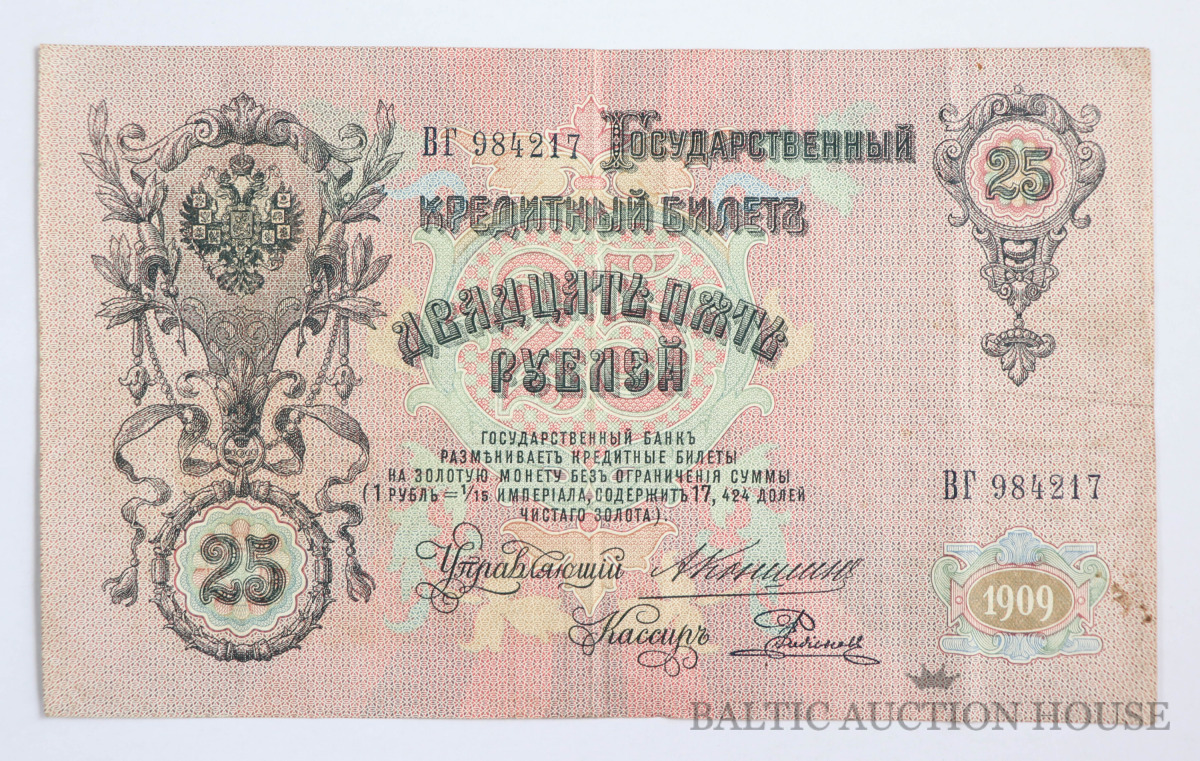 ВГ 984217 Государственный
25
Кредитный Билетъ
Двадцать пять
рублей
Государственный Банкъ
размѣниваетъ кредитные билеты
на золотую монету безъ ограниченія суммы
(1 рубль = 1/15 имперіала, содержитъ 17, 424 долей
чистаго золота).
ВГ 984217
Управляющій
25
1909
Кассиръ
BALTIC AUCTION HOUSE